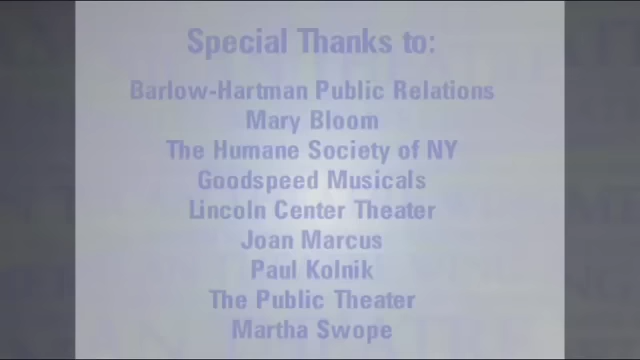 Special Thanks to:
Barlow-Hartman Public Relations
Mary Bloom
The Humane Society of NY
Goodspeed Musicals
Lincoln Center Theater
Joan Marcus
Paul Kolnik
The Public Theater
Martha Swope